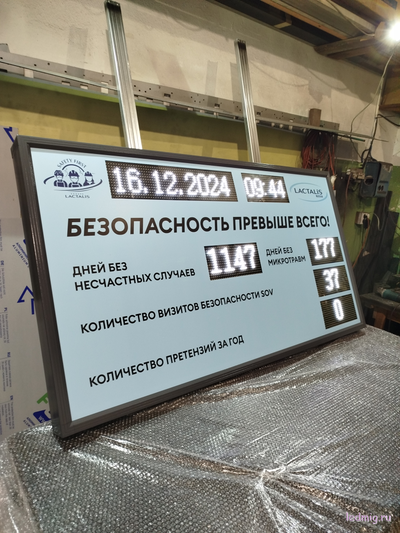 SAFETY FIRST
LACTALIS
16.12.2024 09:44
LACTALIS
БЕЗОПАСНОСТЬ ПРЕВЫШЕ ВСЕГО!
ДНЕЙ БЕЗ
НЕСЧАСТНЫХ СЛУЧАЕВ
1147
ДНЕЙ БЕЗ
МИКРОТРАВМ
177
КОЛИЧЕСТВО ВИЗИТОВ БЕЗОПАСНОСТИ SOV
37
КОЛИЧЕСТВО ПРЕТЕНЗИЙ ЗА ГОД
0
ledmig.ru